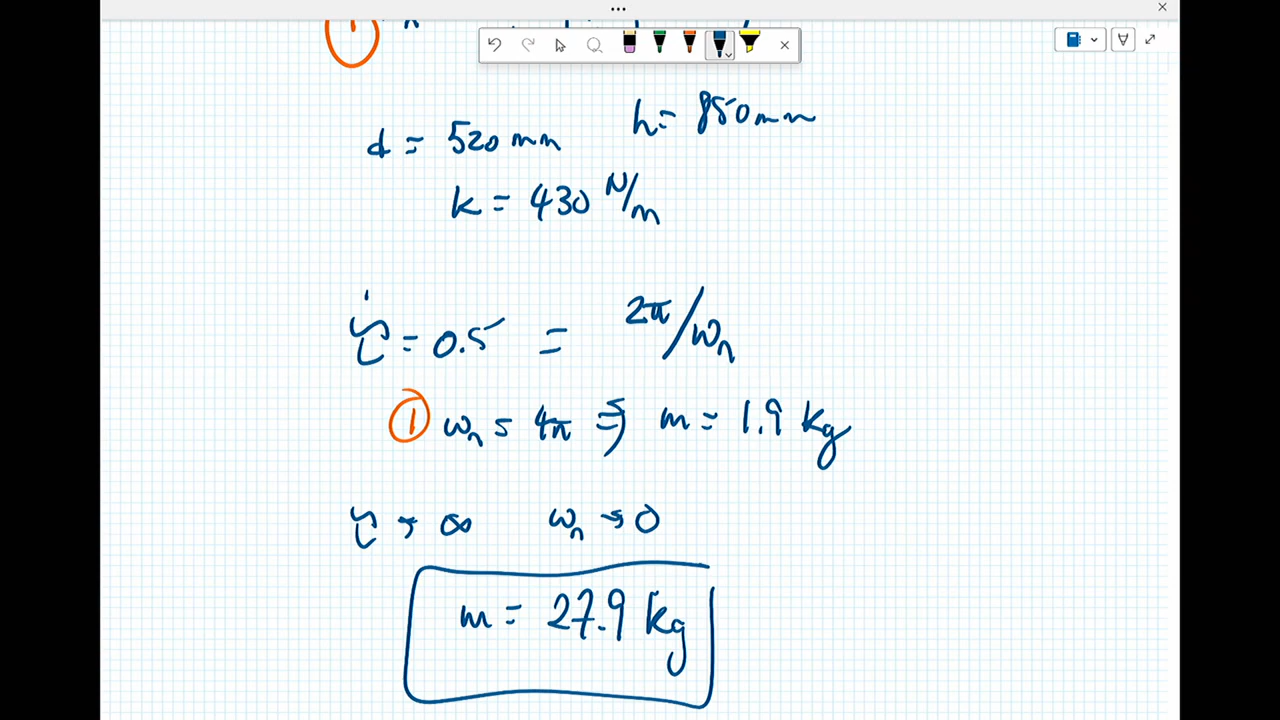 ①
d = 520 mm
h = 850 mm
k = 430 N/m
τ = 0.5 = 2π/ωn
① ωn = 4π ⇒ m = 1.9 kg
τ → ∞ ωn → 0
m = 27.9 kg